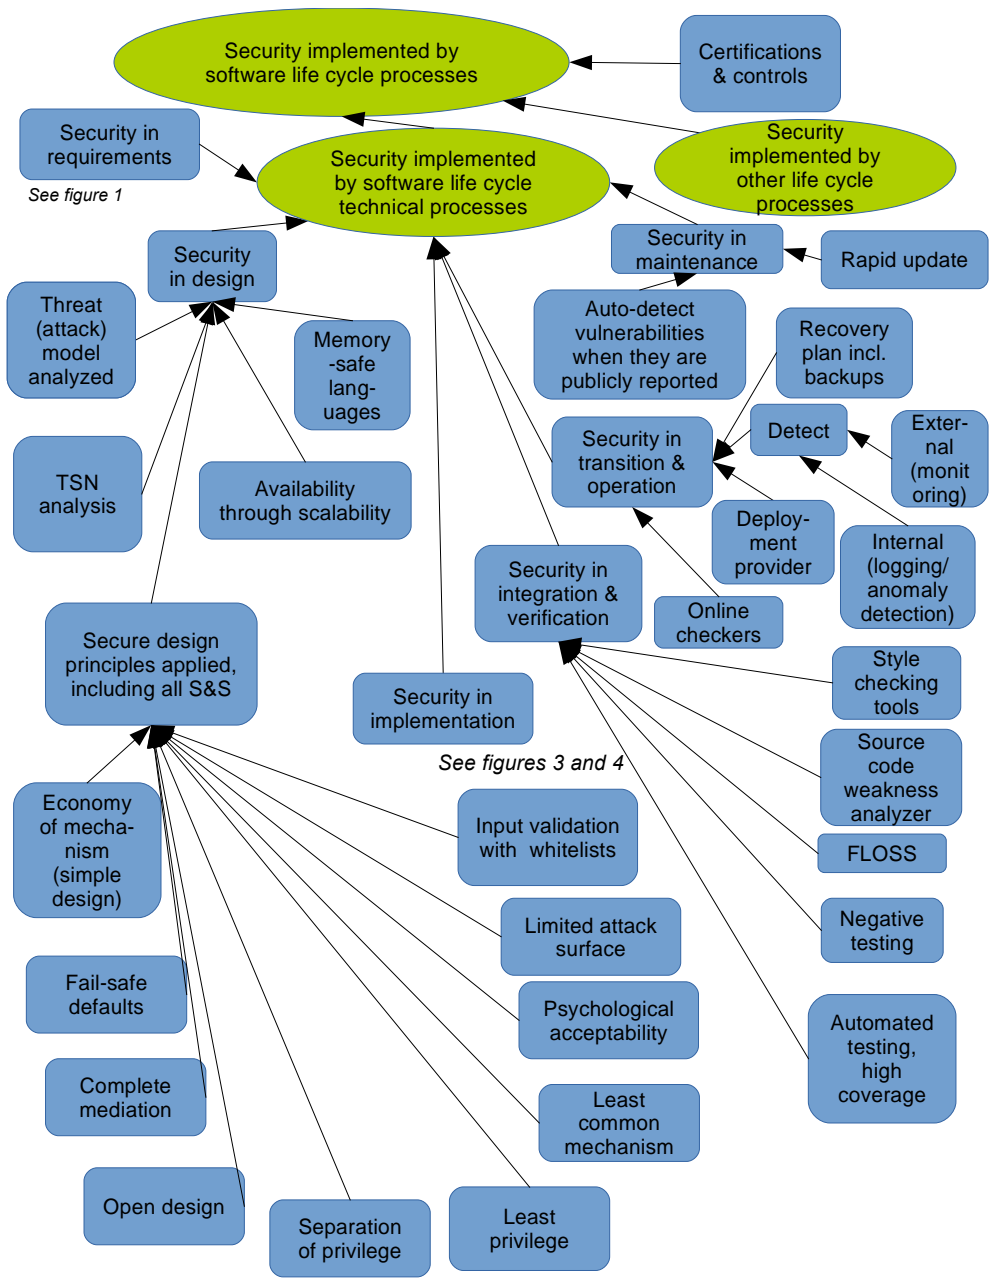 Security implemented by
software life cycle processes
Certifications
& controls
Security in
requirements
See figure 1
Security implemented
by software life cycle
technical processes
Security
implemented by
other life cycle
processes
Security
in design
Security in
maintenance
Rapid update
Threat
(attack)
model
analyzed
Memory
-safe
lang-
uages
Auto-detect
vulnerabilities
when they are
publicly reported
Recovery
plan incl.
backups
Security in
transition &
operation
Detect
Exter-
nal
(monit
oring)
TSN
analysis
Availability
through scalability
Deploy-
ment
provider
Internal
(logging/
anomaly
detection)
Security in
integration &
verification
Online
checkers
Secure design
principles applied,
including all S&S
Security in
implementation
See figures 3 and 4
Style
checking
tools
Source
code
weakness
analyzer
FLOSS
Negative
testing
Automated
testing,
high
coverage
Economy
of mecha-
nism
(simple
design)
Input validation
with  whitelists
Limited attack
surface
Fail-safe
defaults
Psychological
acceptability
Complete
mediation
Least
common
mechanism
Open design
Separation
of privilege
Least
privilege